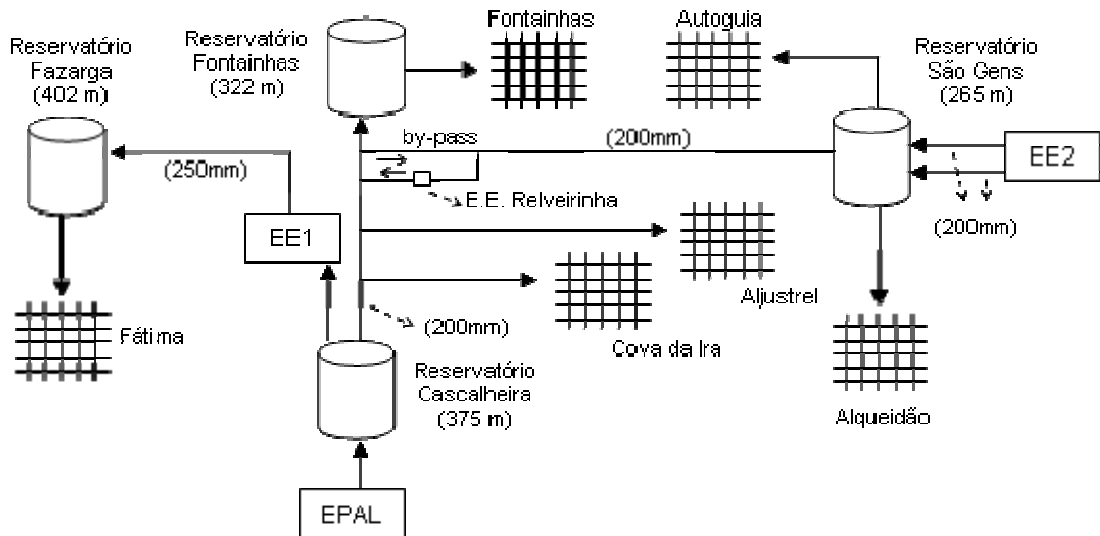 Fontainhas
Autoguia
Reservatório
Fontainhas
(322 m)
Reservatório
Fazarga
(402 m)
Reservatório
São Gens
(265 m)
by-pass
(200mm)
(250mm)
EE2
E.E. Relveirinha
(200mm)
EE1
Aljustrel
Fátima
(200mm)
Cova da Ira
Reservatório
Cascalheira
(375 m)
Alqueidão
EPAL